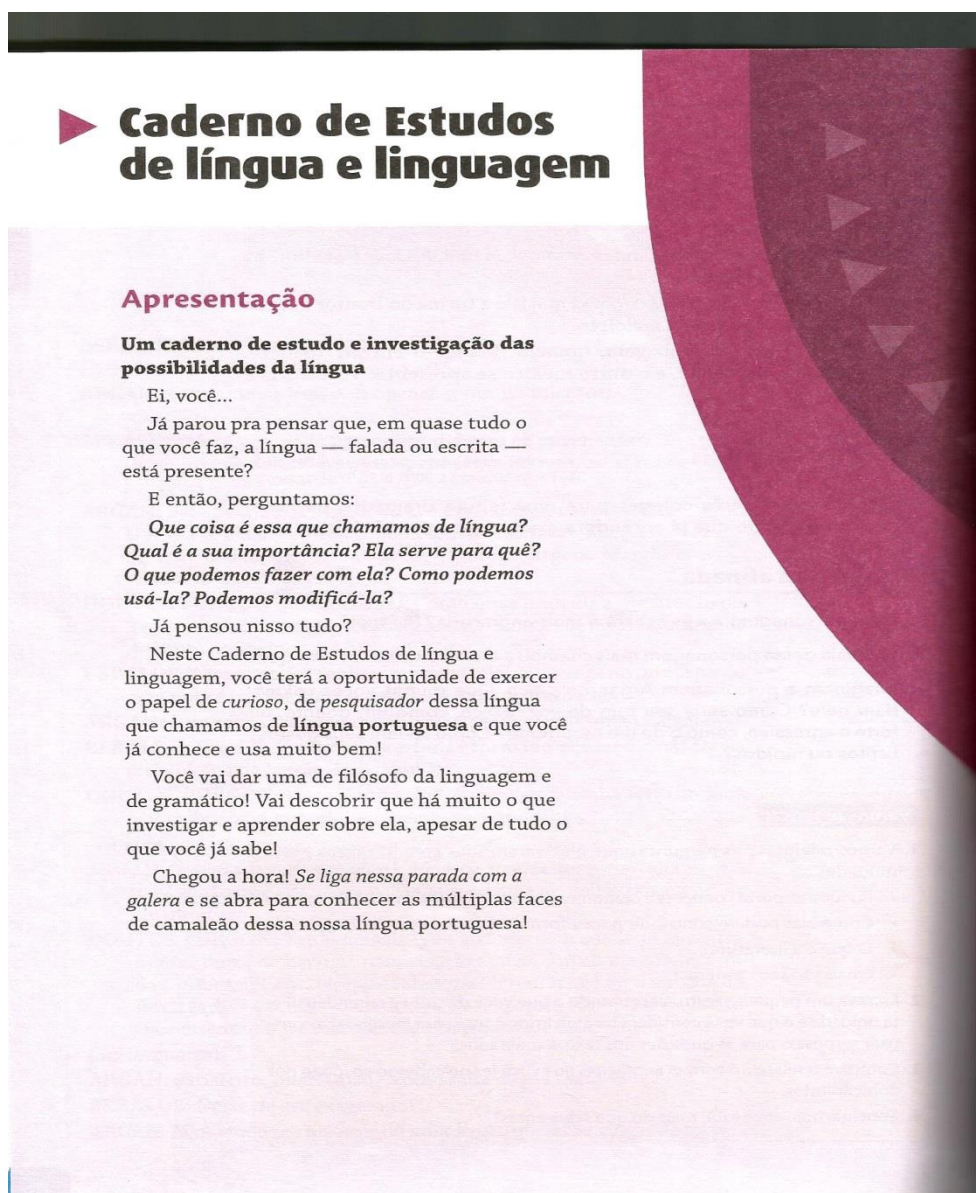 Caderno de Estudos
de língua e linguagem
Apresentação
Um caderno de estudo e investigação das
possibilidades da língua
Ei, você...
Já parou pra pensar que, em quase tudo o
que você faz, a língua — falada ou escrita —
está presente?
E então, perguntamos:
Que coisa é essa que chamamos de língua?
Qual é a sua importância? Ela serve para quê?
O que podemos fazer com ela? Como podemos
usá-la? Podemos modificá-la?
Já pensou nisso tudo?
Neste Caderno de Estudos de língua e
linguagem, você terá a oportunidade de exercer
o papel de curioso, de pesquisador dessa língua
que chamamos de língua portuguesa e que você
já conhece e usa muito bem!
Você vai dar uma de filósofo da linguagem e
de gramático! Vai descobrir que há muito o que
investigar e aprender sobre ela, apesar de tudo o
que você já sabe!
Chegou a hora! Se liga nessa parada com a
galera e se abra para conhecer as múltiplas faces
de camaleão dessa nossa língua portuguesa!